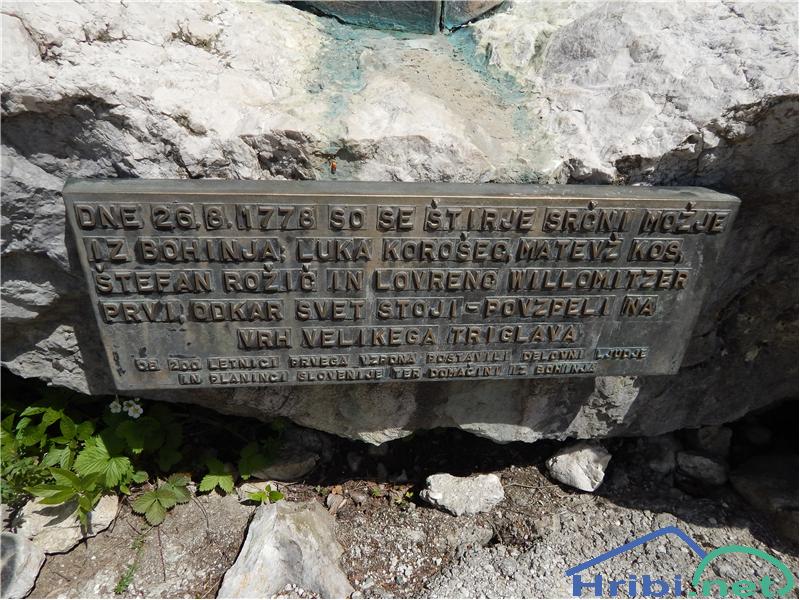 DNE 26.8.1778 SO SE ŠTIRJE SRČNI MOŽJE
IZ BOHINJA, LUKA KOROŠEC, MATEVŽ KOS,
ŠTEFAN ROŽIČ IN LOVRENC WILLOMITZER
PRVI, ODKAR SVET STOJI - POVZPELI NA
VRH VELIKEGA TRIGLAVA
OB 200 LETNICI PRVEGA VZPONA POSTAVILI DELOVNI LJUDJE
IN PLANINCI SLOVENIJE TER DOMAČINI IZ BOHINJA
Hribi.net